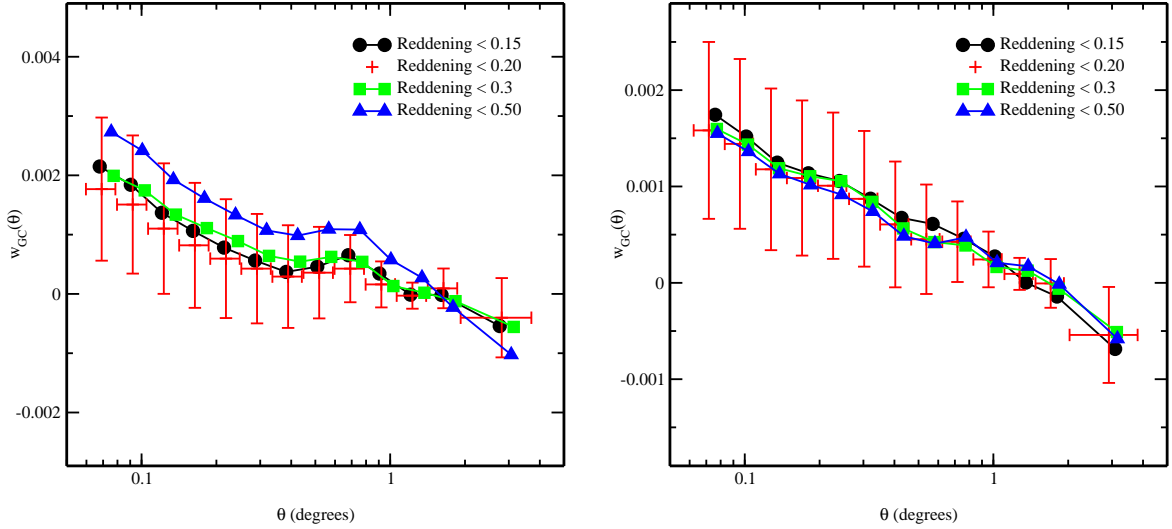 0.004
0.002
0
-0.002
0.1
1
w_GC(θ)
θ (degrees)
Reddening < 0.15
Reddening < 0.20
Reddening < 0.3
Reddening < 0.50
0.002
0.001
0
-0.001
0.1
1
w_GC(θ)
θ (degrees)
Reddening < 0.15
Reddening < 0.20
Reddening < 0.3
Reddening < 0.50